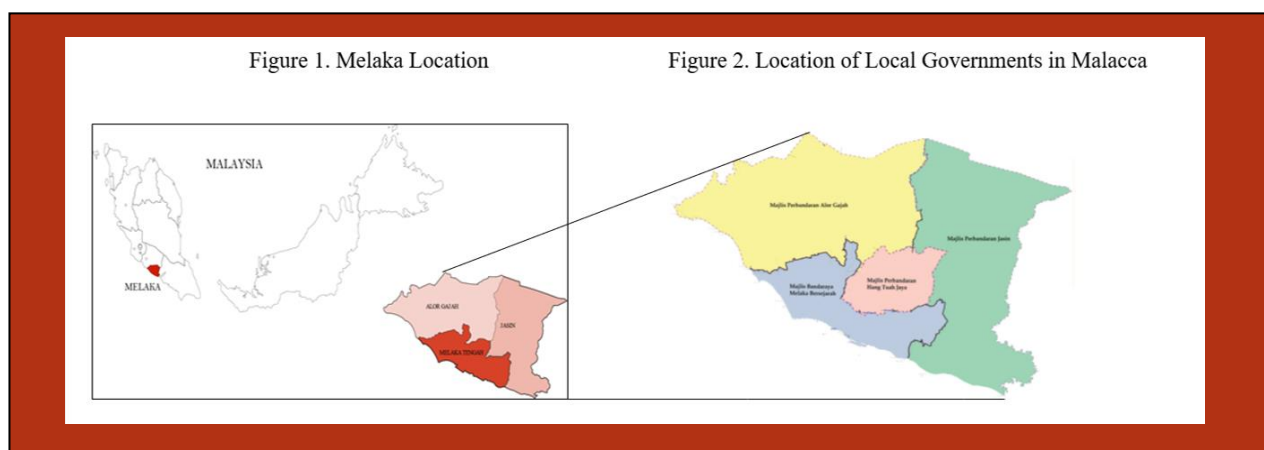 Figure 1. Melaka Location
Figure 2. Location of Local Governments in Malacca
MALAYSIA
MELAKA
ALOR GAJAH
JASIN
MELAKA TENGAH
Majlis Perbandaran Alor Gajah
Majlis Perbandaran Jasin
Majlis Bandaraya
Melaka Bersejarah
Majlis Perbandaran
Hang Tuah Jaya